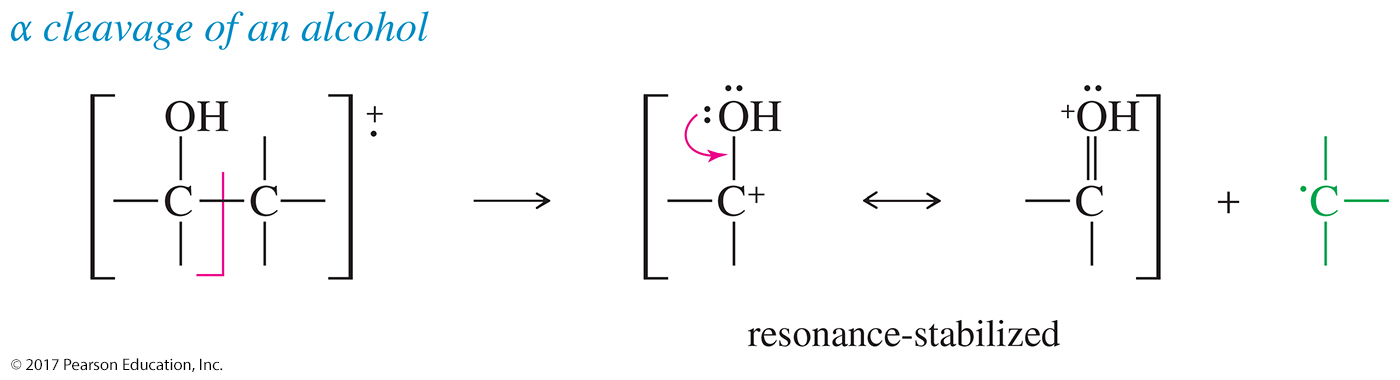 α cleavage of an alcohol
OH +•
:ÖH +ÖH
C C C+ C + •C
resonance-stabilized
© 2017 Pearson Education, Inc.